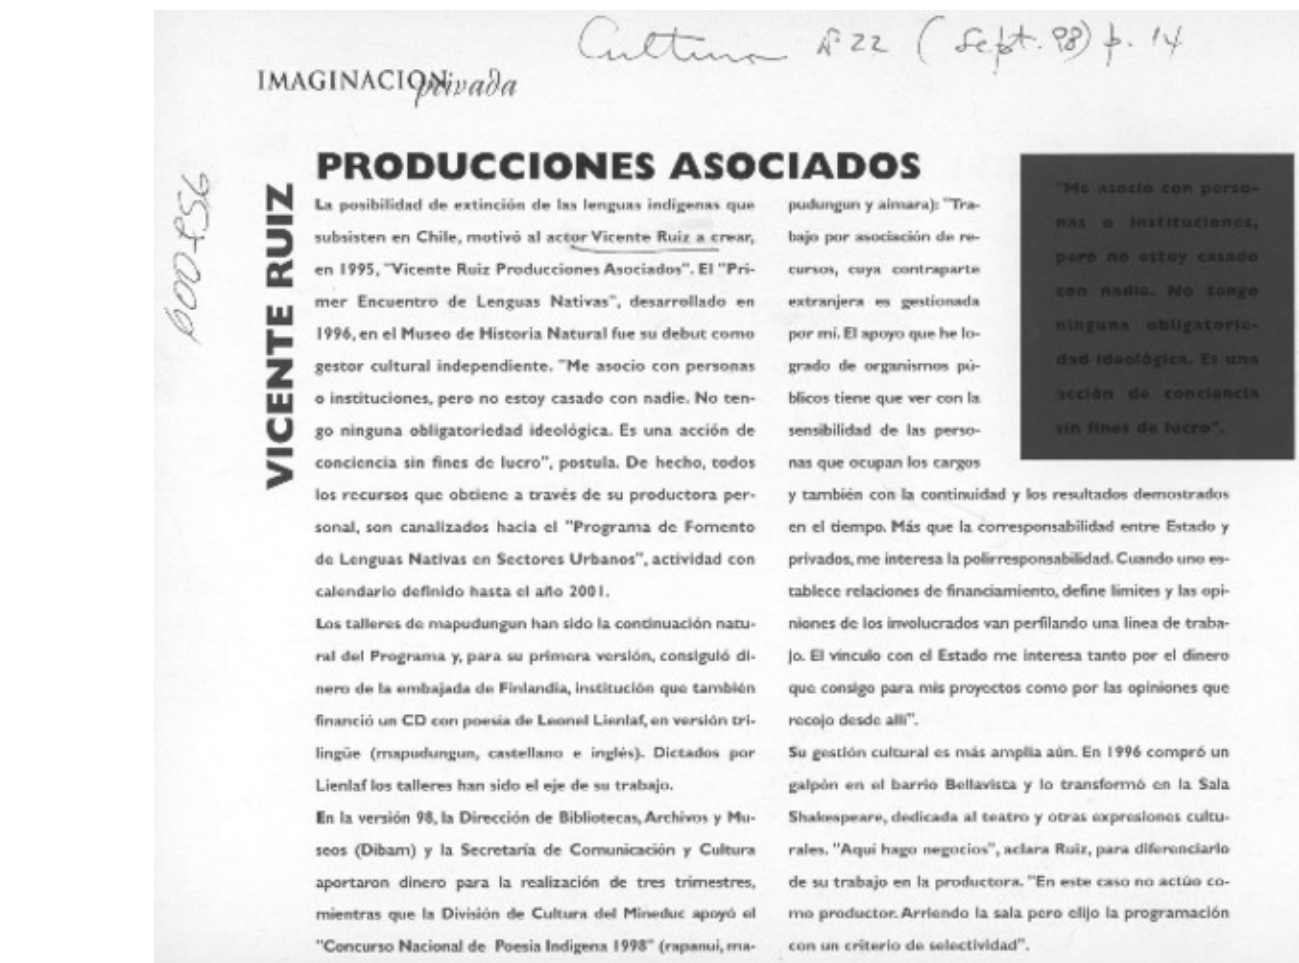 Cultura Nº 22 (Sept. 98) p. 14
IMAGINACION privada
PRODUCCIONES ASOCIADOS
VICENTE RUIZ
La posibilidad de extinción de las lenguas indígenas que
subsisten en Chile, motivó al actor Vicente Ruiz a crear,
en 1995, "Vicente Ruiz Producciones Asociados". El "Pri-
mer Encuentro de Lenguas Nativas", desarrollado en
1996, en el Museo de Historia Natural fue su debut como
gestor cultural independiente. "Me asocio con personas
o instituciones, pero no estoy casado con nadie. No ten-
go ninguna obligatoriedad ideológica. Es una acción de
conciencia sin fines de lucro", postula. De hecho, todos
los recursos que obtiene a través de su productora per-
sonal, son canalizados hacia el "Programa de Fomento
de Lenguas Nativas en Sectores Urbanos", actividad con
calendario definido hasta el año 2001.
Los talleres de mapudungun han sido la continuación natu-
ral del Programa y, para su primera versión, consiguió di-
nero de la embajada de Finlandia, institución que también
financió un CD con poesía de Leonel Lienlaf, en versión tri-
lingüe (mapudungun, castellano e inglés). Dictados por
Lienlaf los talleres han sido el eje de su trabajo.
En la versión 98, la Dirección de Bibliotecas, Archivos y Mu-
seos (Dibam) y la Secretaría de Comunicación y Cultura
aportaron dinero para la realización de tres trimestres,
mientras que la División de Cultura del Mineduc apoyó el
"Concurso Nacional de Poesía Indígena 1998" (rapanui, ma-
pudungun y aimara): "Tra-
bajo por asociación de re-
cursos, cuya contraparte
extranjera es gestionada
por mí. El apoyo que he lo-
grado de organismos pú-
blicos tiene que ver con la
sensibilidad de las perso-
nas que ocupan los cargos
y también con la continuidad y los resultados demostrados
en el tiempo. Más que la corresponsabilidad entre Estado y
privados, me interesa la polirresponsabilidad. Cuando uno es-
tablece relaciones de financiamiento, define límites y las opi-
niones de los involucrados van perfilando una línea de traba-
jo. El vínculo con el Estado me interesa tanto por el dinero
que consigo para mis proyectos como por las opiniones que
recojo desde allí".
Su gestión cultural es más amplia aún. En 1996 compró un
galpón en el barrio Bellavista y lo transformó en la Sala
Shakespeare, dedicada al teatro y otras expresiones cultu-
rales. "Aquí hago negocios", aclara Ruiz, para diferenciarlo
de su trabajo en la productora. "En este caso no actúo co-
mo productor. Arriendo la sala pero elijo la programación
con un criterio de selectividad".
"Me asocio con perso-
nas o instituciones,
pero no estoy casado
con nadie. No tengo
ninguna obligatorie-
dad ideológica. Es una
acción de conciencia
sin fines de lucro".